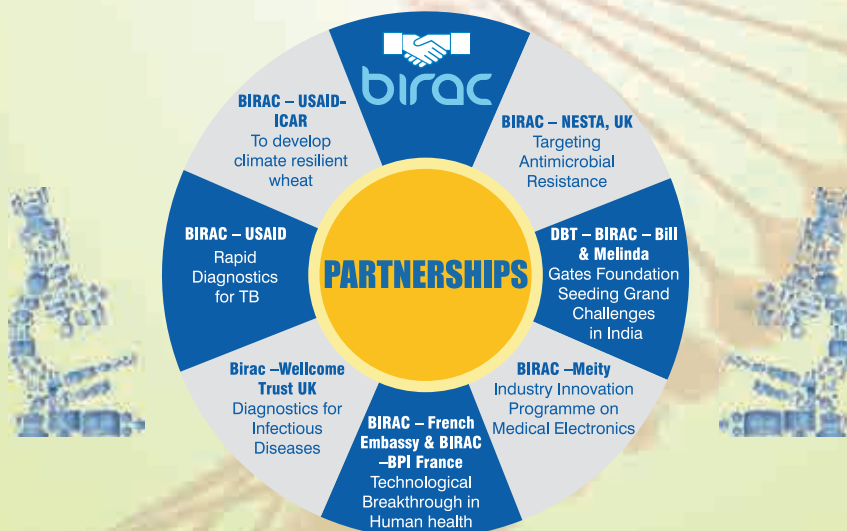 birac
BIRAC – NESTA, UK
Targeting
Antimicrobial
Resistance
DBT – BIRAC – Bill
& Melinda
Gates Foundation
Seeding Grand
Challenges
in India
BIRAC –Meity
Industry Innovation
Programme on
Medical Electronics
BIRAC – French
Embassy & BIRAC
–BPI France
Technological
Breakthrough in
Human health
Birac –Wellcome
Trust UK
Diagnostics for
Infectious
Diseases
BIRAC – USAID
Rapid
Diagnostics
for TB
BIRAC – USAID-
ICAR
To develop
climate resilient
wheat
PARTNERSHIPS